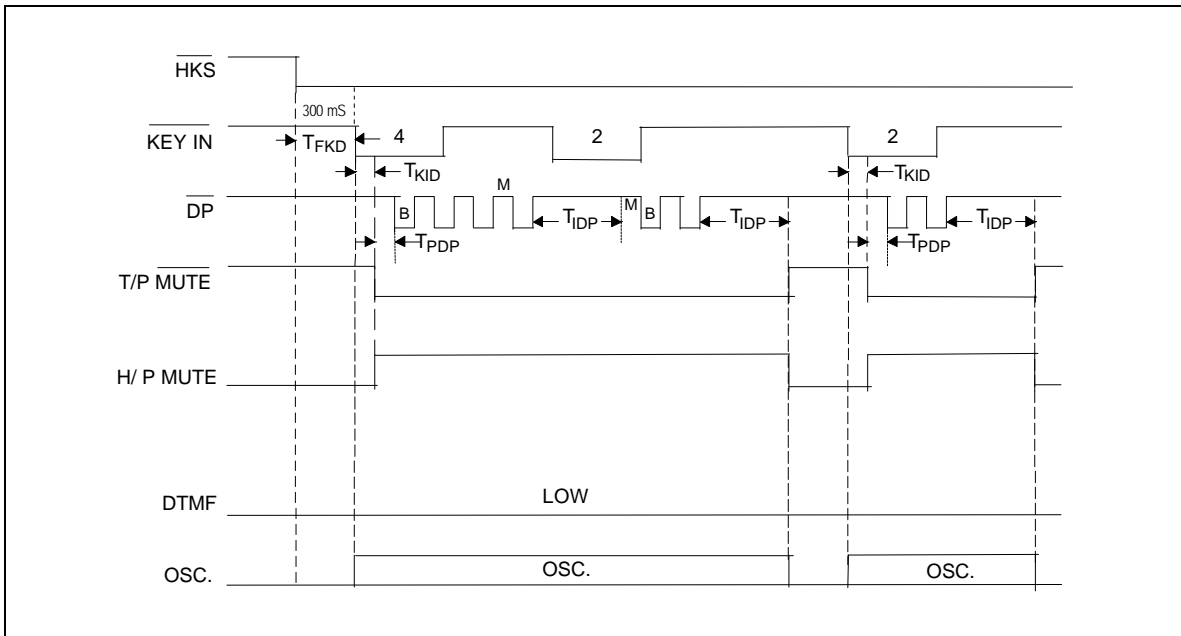 HKS
300 mS
KEY IN
TFKD
4
2
2
TKID
TKID
M
DP
B
TIDP
M
B
TIDP
TIDP
TPDP
TPDP
T/P MUTE
H/ P MUTE
DTMF
LOW
OSC.
OSC.
OSC.